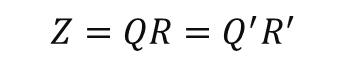 Z = QR = Q′R′